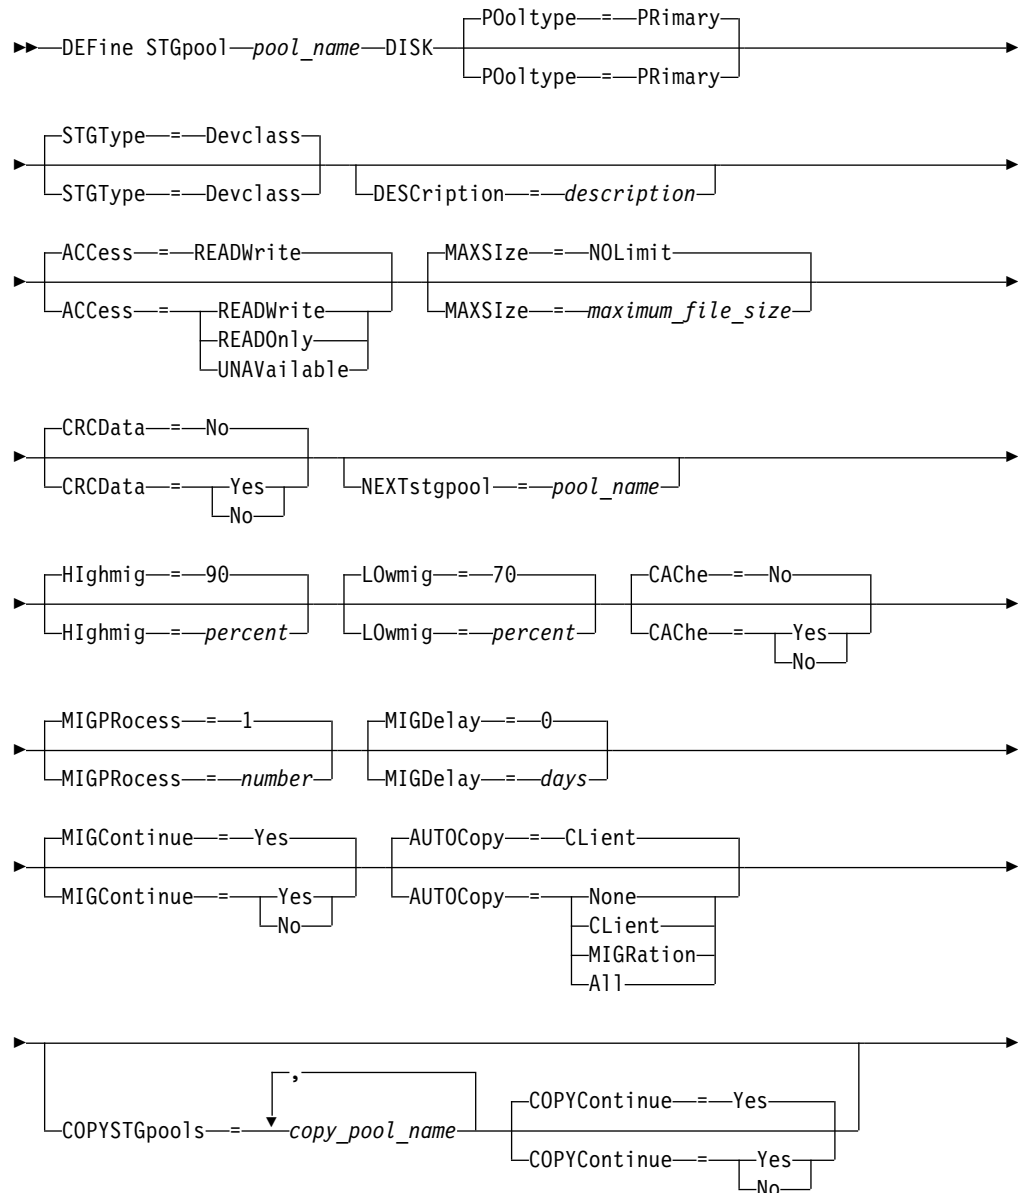 POoltype = PRimary
DEFine STGpool pool_name DISK
POoltype = PRimary
STGType = Devclass
STGType = Devclass
DESCription = description
ACCess = READWrite
MAXSIze = NOLimit
ACCess = READWrite
MAXSIze = maximum_file_size
READOnly
UNAVailable
CRCData = No
CRCData = Yes
NEXTstgpool = pool_name
No
HIghmig = 90
LOwmig = 70
CAChe = No
HIghmig = percent
LOwmig = percent
CAChe = Yes
No
MIGPRocess = 1
MIGDelay = 0
MIGPRocess = number
MIGDelay = days
MIGContinue = Yes
AUTOCopy = CLient
MIGContinue = Yes
AUTOCopy = None
No
CLient
MIGRation
All
,
COPYContinue = Yes
COPYSTGpools = copy_pool_name
COPYContinue = Yes
No